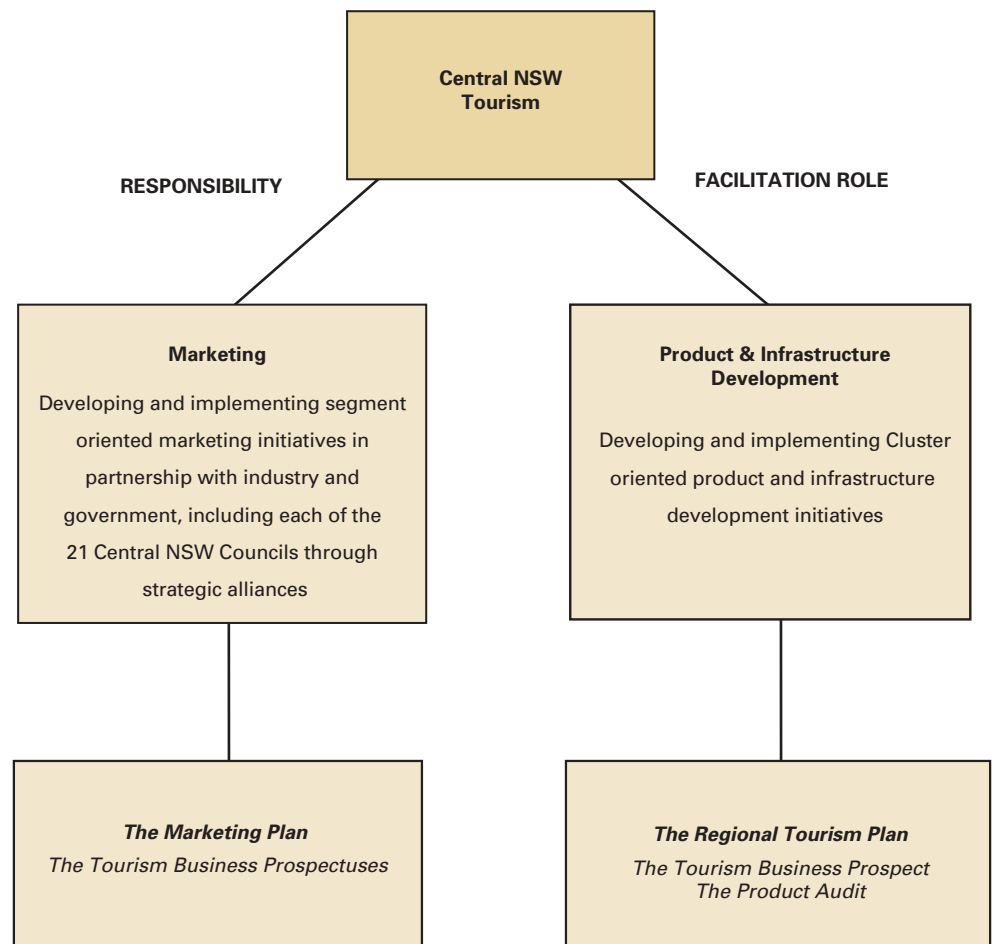 Central NSW
Tourism
RESPONSIBILITY
FACILITATION ROLE
Marketing
Developing and implementing segment
oriented marketing initiatives in
partnership with industry and
government, including each of the
21 Central NSW Councils through
strategic alliances
Product & Infrastructure
Development
Developing and implementing Cluster
oriented product and infrastructure
development initiatives
The Marketing Plan
The Tourism Business Prospectuses
The Regional Tourism Plan
The Tourism Business Prospect
The Product Audit